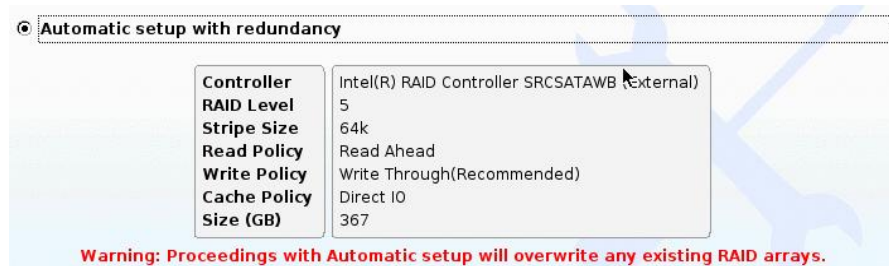 Automatic setup with redundancy
Controller Intel(R) RAID Controller SRCSATAWB (External)
RAID Level 5
Stripe Size 64k
Read Policy Read Ahead
Write Policy Write Through(Recommended)
Cache Policy Direct IO
Size (GB) 367
Warning: Proceedings with Automatic setup will overwrite any existing RAID arrays.